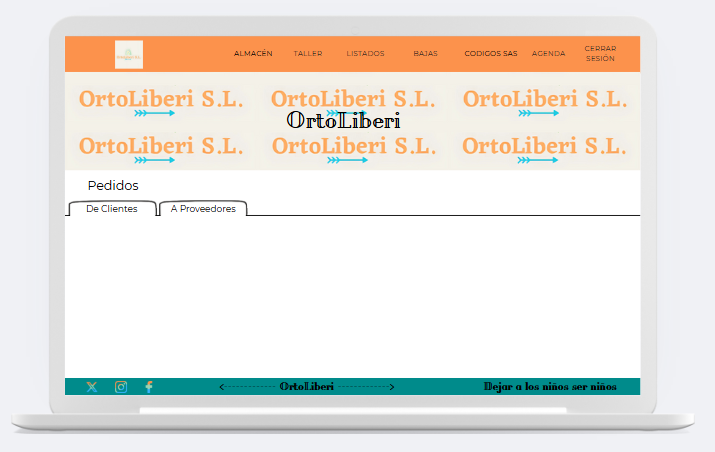 ALMACÉN TALLER LISTADOS BAJAS CODIGOS SAS AGENDA CERRAR
SESIÓN
OrtoLiberi S.L. OrtoLiberi S.L. OrtoLiberi S.L.
OrtoLiberi
OrtoLiberi S.L. OrtoLiberi S.L. OrtoLiberi S.L.
Pedidos
De Clientes A Proveedores
<------------- OrtoLiberi -------------> Dejar a los niños ser niños